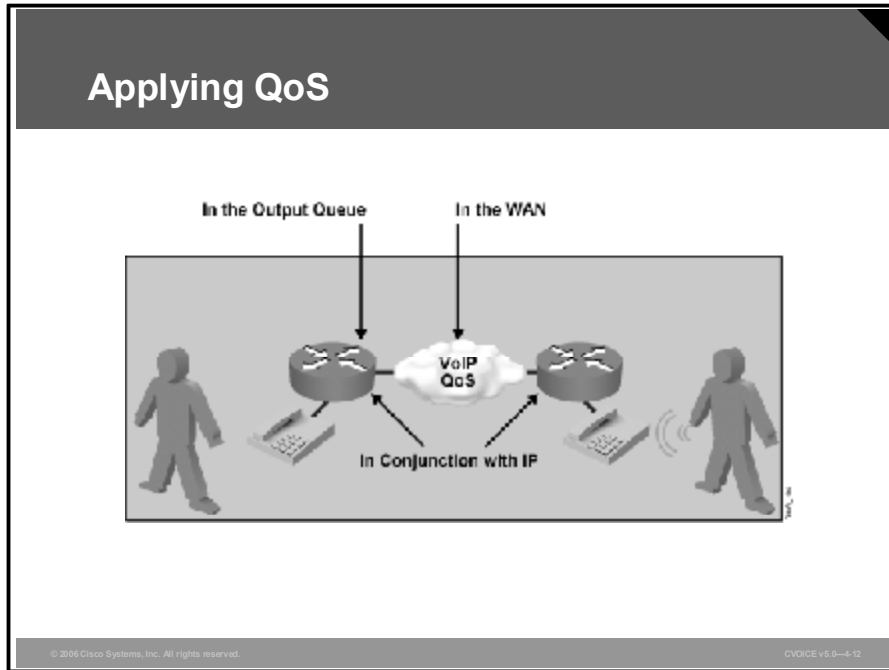 Applying QoS
In the Output Queue
In the WAN
VoIP
QoS
In Conjunction with IP
© 2006 Cisco Systems, Inc. All rights reserved.
CVOICE v5.0—4-12